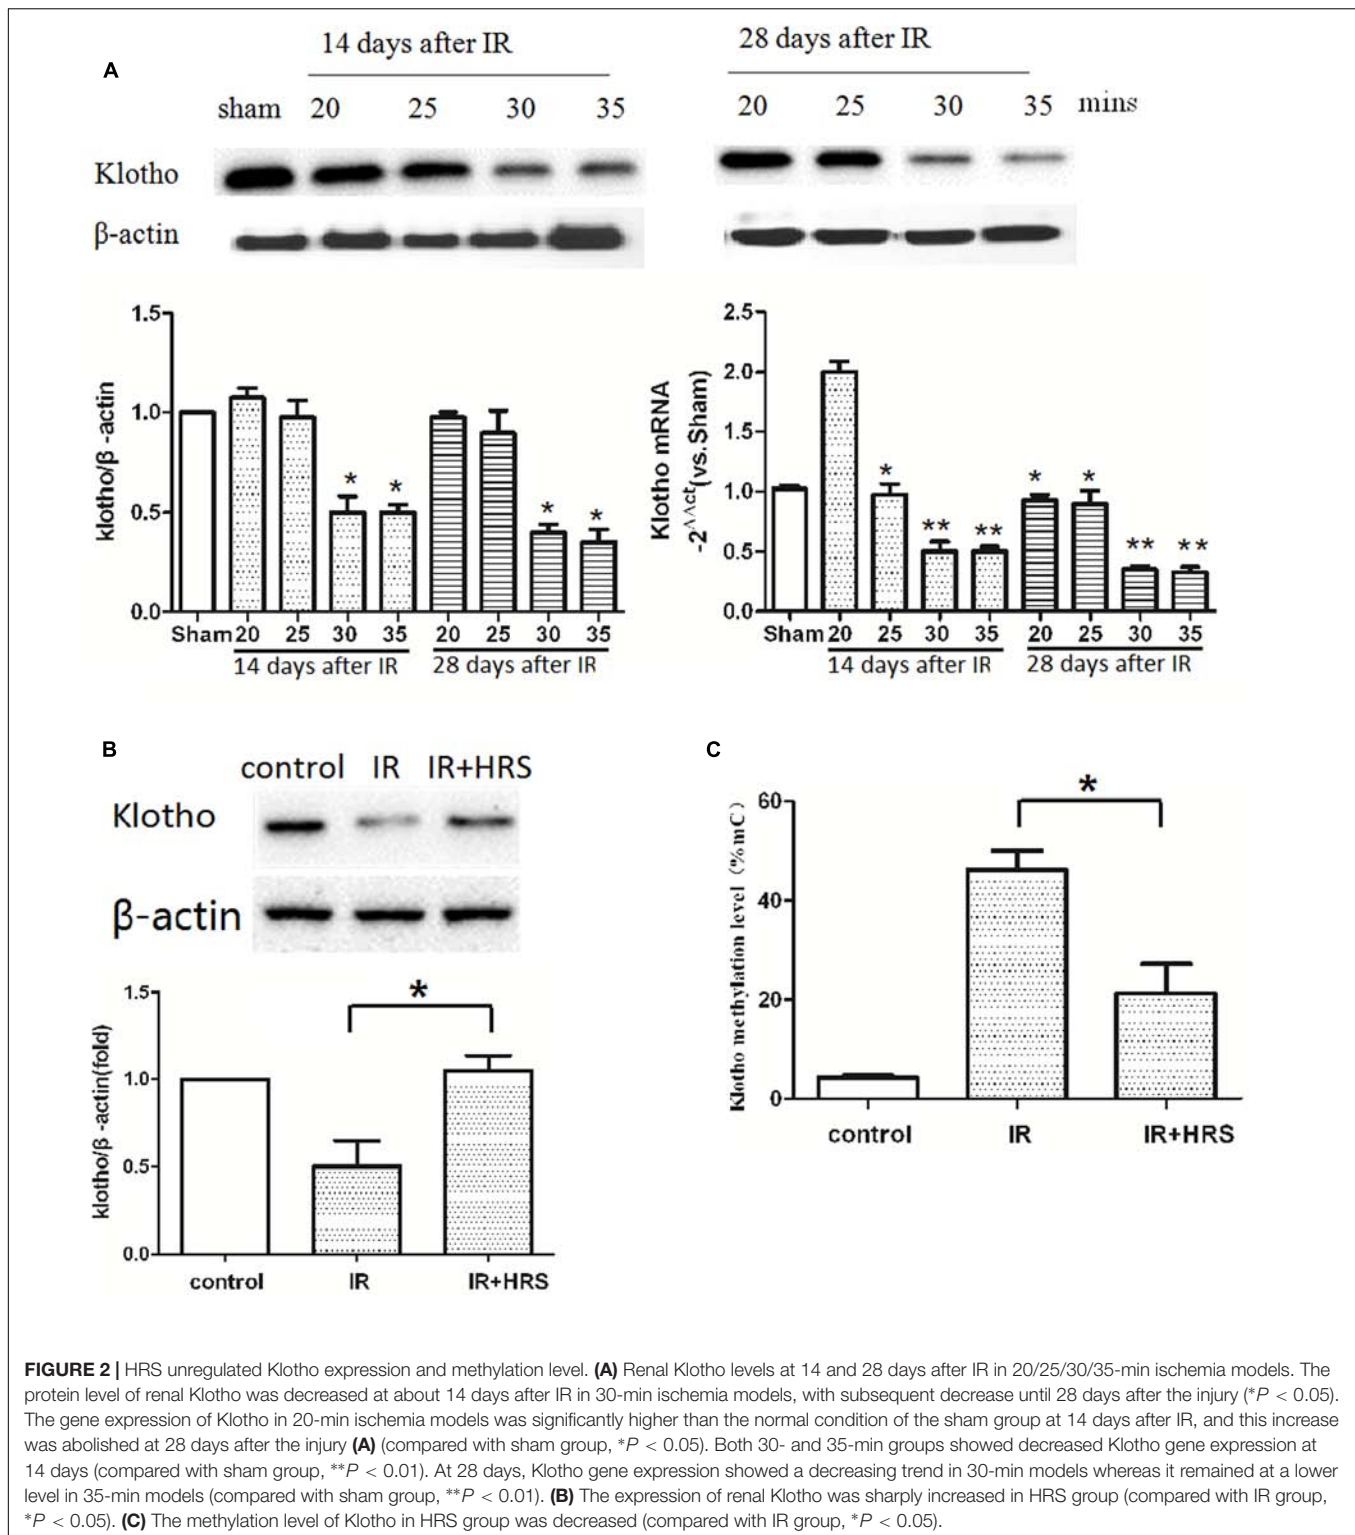 A
14 days after IR
28 days after IR
sham 20 25 30 35
20 25 30 35 mins
Klotho
β-actin
klotho/β -actin
1.5
1.0
0.5
0.0
* * * *
Sham 20 25 30 35 20 25 30 35
14 days after IR 28 days after IR
Klotho mRNA
-2^ΛΛct(vs.Sham)
2.5
2.0
1.5
1.0
0.5
0.0
* ** ** * * ** **
Sham 20 25 30 35 20 25 30 35
14 days after IR 28 days after IR
B
control IR IR+HRS
Klotho
β-actin
klotho/β -actin(fold)
1.5
1.0
0.5
0.0
*
control IR IR+HRS
C
Klotho methylation level (%mC)
60
40
20
0
*
control IR IR+HRS
FIGURE 2 | HRS unregulated Klotho expression and methylation level. (A) Renal Klotho levels at 14 and 28 days after IR in 20/25/30/35-min ischemia models. The
protein level of renal Klotho was decreased at about 14 days after IR in 30-min ischemia models, with subsequent decrease until 28 days after the injury (*P < 0.05).
The gene expression of Klotho in 20-min ischemia models was significantly higher than the normal condition of the sham group at 14 days after IR, and this increase
was abolished at 28 days after the injury (A) (compared with sham group, *P < 0.05). Both 30- and 35-min groups showed decreased Klotho gene expression at
14 days (compared with sham group, **P < 0.01). At 28 days, Klotho gene expression showed a decreasing trend in 30-min models whereas it remained at a lower
level in 35-min models (compared with sham group, **P < 0.01). (B) The expression of renal Klotho was sharply increased in HRS group (compared with IR group,
*P < 0.05). (C) The methylation level of Klotho in HRS group was decreased (compared with IR group, *P < 0.05).